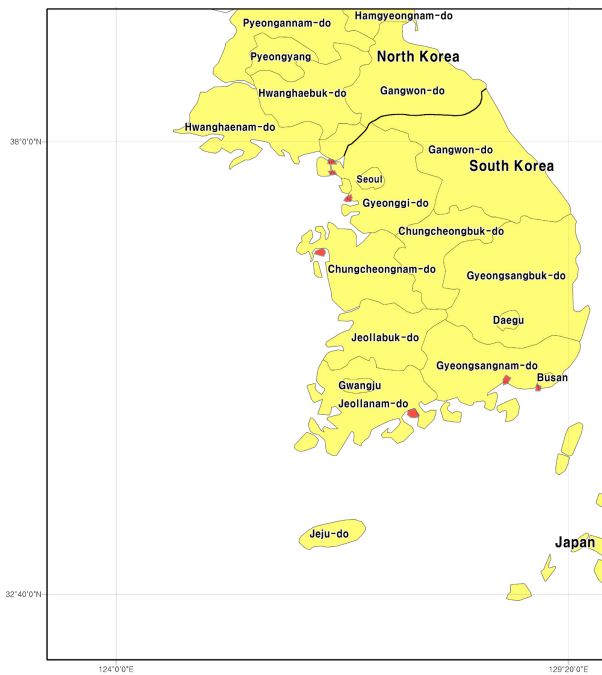 Hamgyeongnam-do
Pyeongannam-do
Pyeongyang
North Korea
Hwanghaebuk-do
Gangwon-do
Hwanghaenam-do
38°0'0"N
Gangwon-do
South Korea
Seoul
Gyeonggi-do
Chungcheongbuk-do
Chungcheongnam-do
Gyeongsangbuk-do
Daegu
Jeollabuk-do
Gyeongsangnam-do
Busan
Gwangju
Jeollanam-do
Jeju-do
Japan
32°40'0"N
124°0'0"E
129°20'0"E